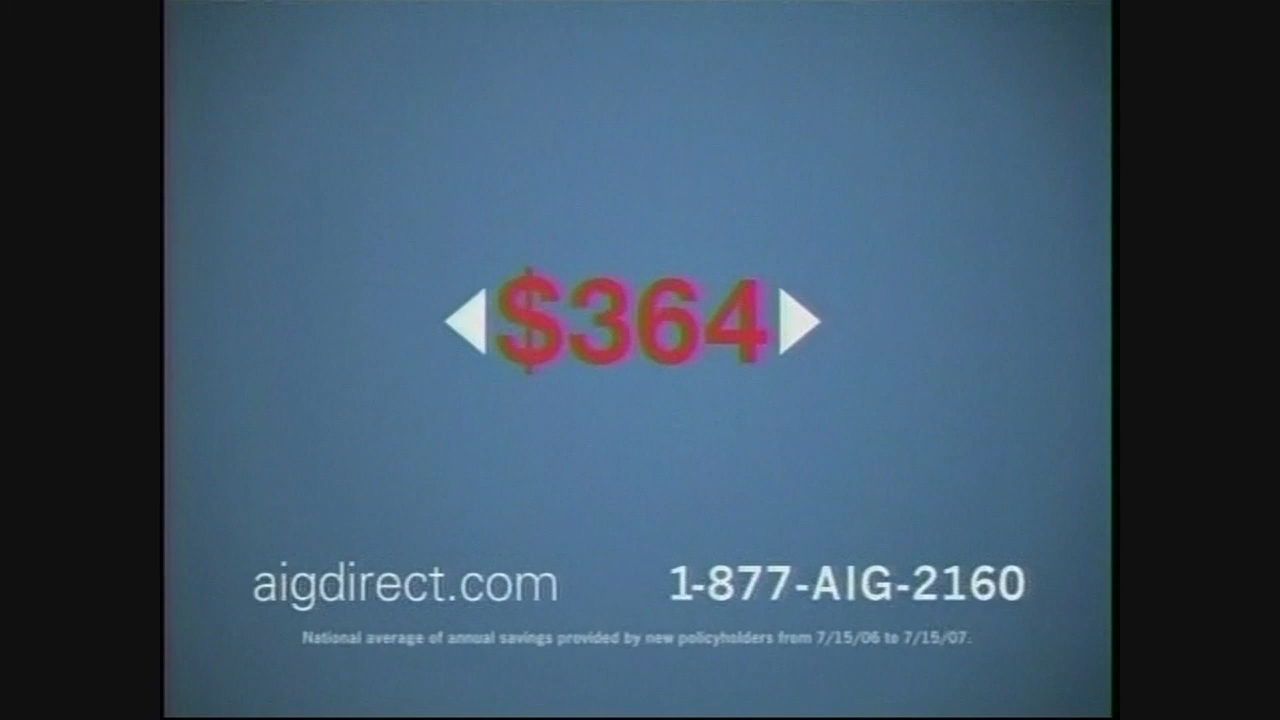 $364
aigdirect.com 1-877-AIG-2160
National average of annual savings provided by new policyholders from 7/15/06 to 7/15/07.